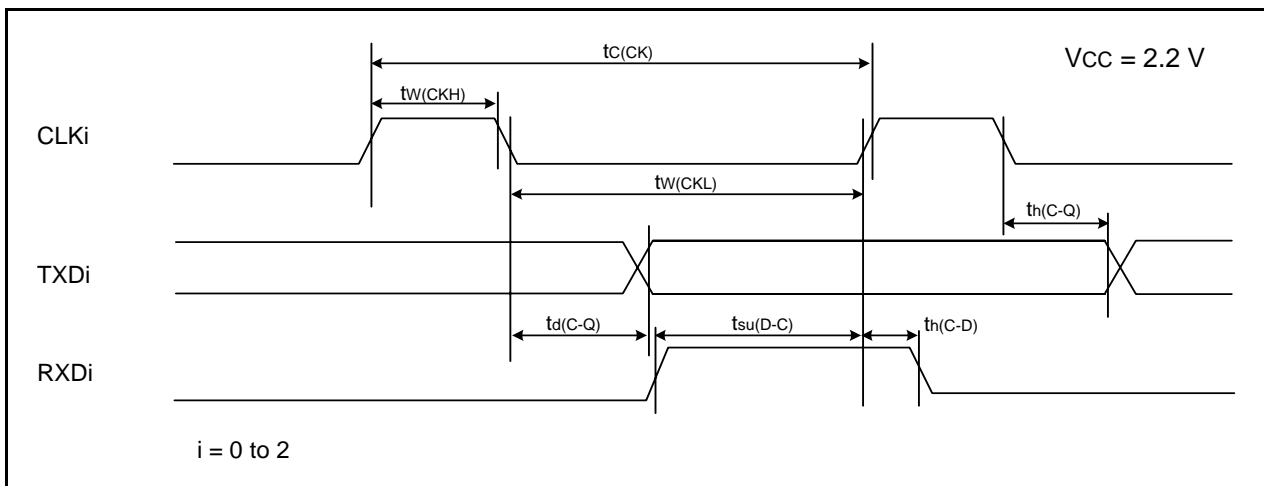 tC(CK)
VCC = 2.2 V
tW(CKH)
CLKi
tW(CKL)
th(C-Q)
TXDi
td(C-Q)
tsu(D-C)
th(C-D)
RXDi
i = 0 to 2